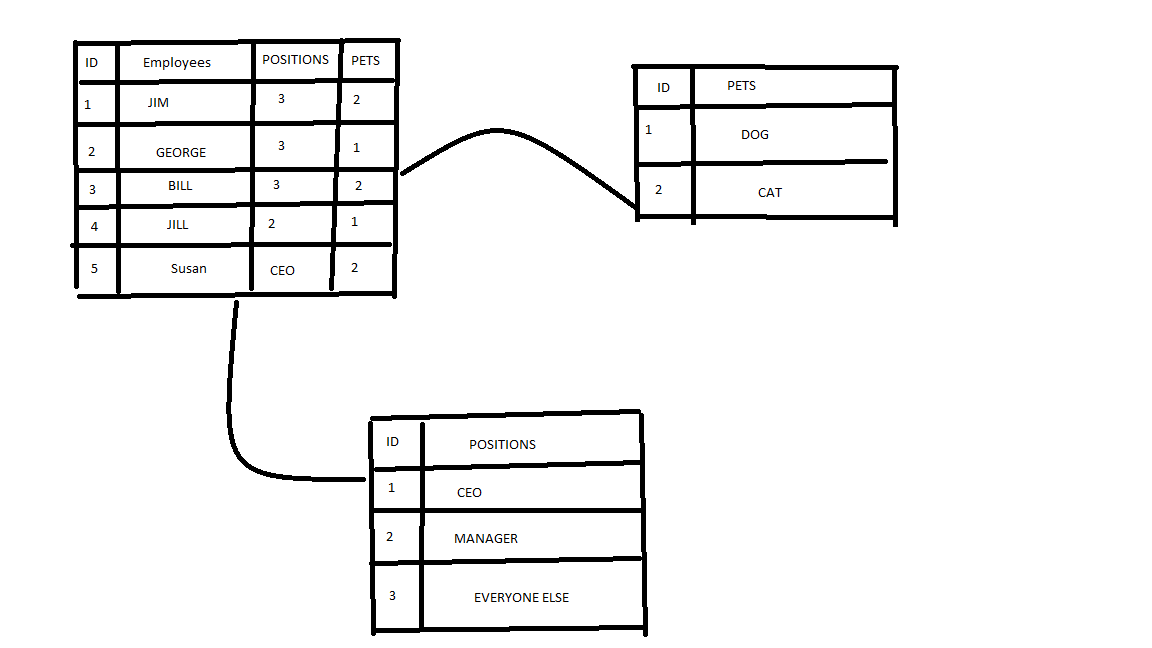 ID Employees POSITIONS PETS
1 JIM 3 2
2 GEORGE 3 1
3 BILL 3 2
4 JILL 2 1
5 Susan CEO 2
ID PETS
1 DOG
2 CAT
ID POSITIONS
1 CEO
2 MANAGER
3 EVERYONE ELSE